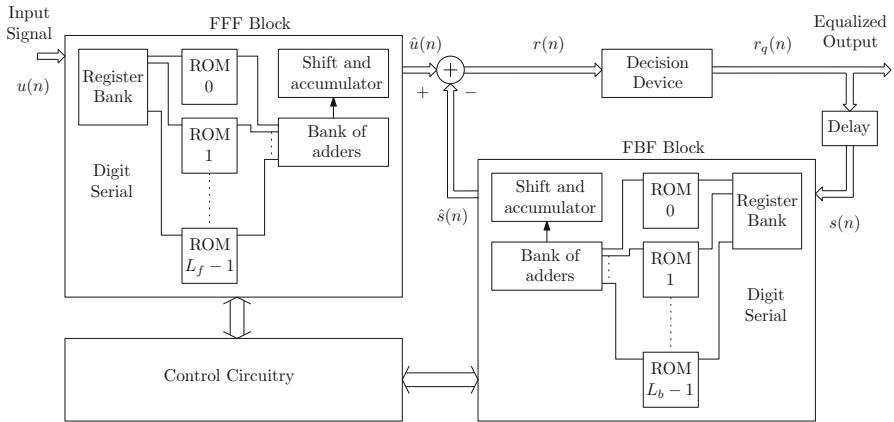 Input
Signal
u(n)
FFF Block
Register
Bank
ROM
0
Shift and
accumulator
ROM
1
Bank of
adders
Digit
Serial
ROM
L_f − 1
û(n)
+
+
−
r(n)
Decision
Device
r_q(n)
Equalized
Output
Delay
s(n)
ŝ(n)
FBF Block
Shift and
accumulator
ROM
0
Register
Bank
Bank of
adders
ROM
1
Digit
Serial
ROM
L_b − 1
Control Circuitry